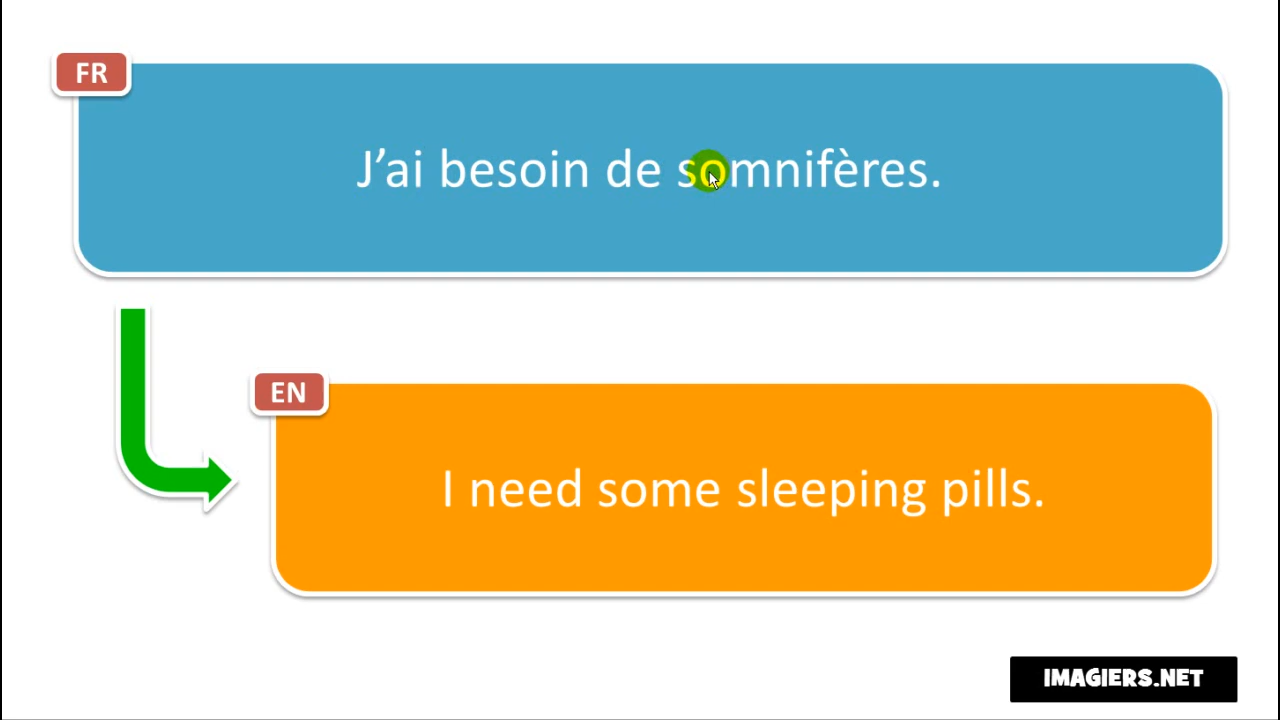 FR
J’ai besoin de somnifères.
EN
I need some sleeping pills.
IMAGIERS.NET